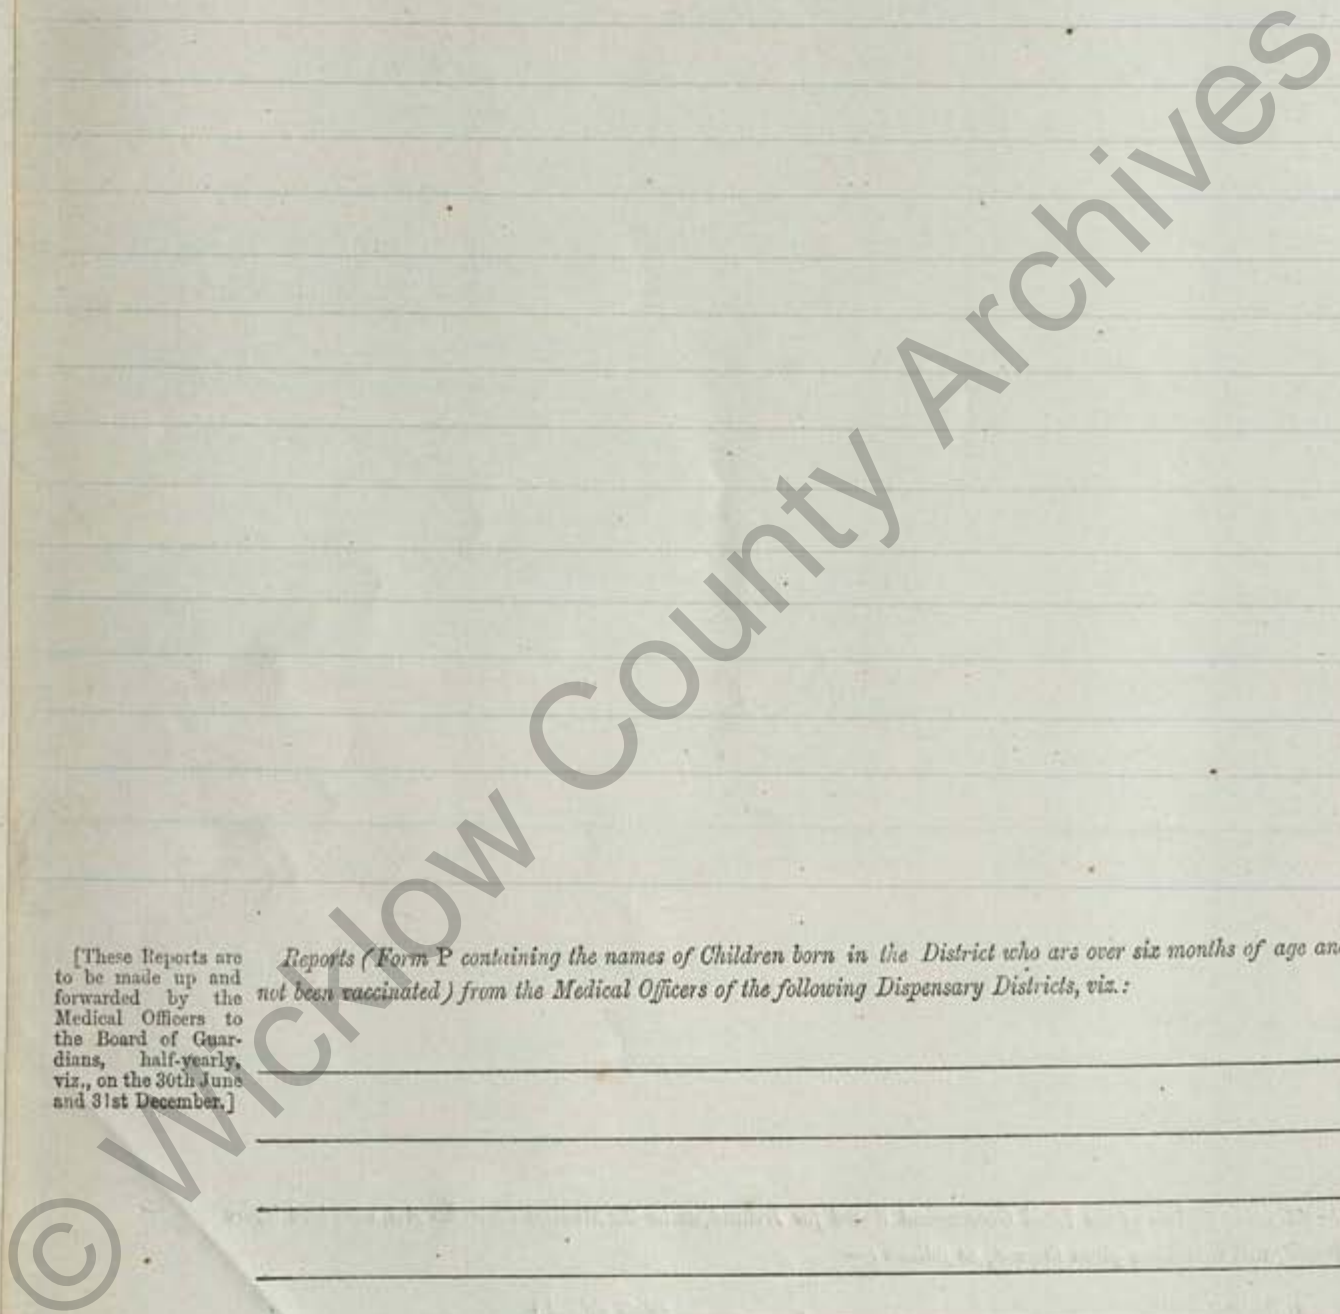 [These Reports are
to be made up and
forwarded by the
Medical Officers to
the Board of Guar-
dians, half-yearly,
viz., on the 30th June
and 31st December.]
Reports (Form P containing the names of Children born in the District who are over six months of age an
not been vaccinated) from the Medical Officers of the following Dispensary Districts, viz.:
© Wicklow County Archives